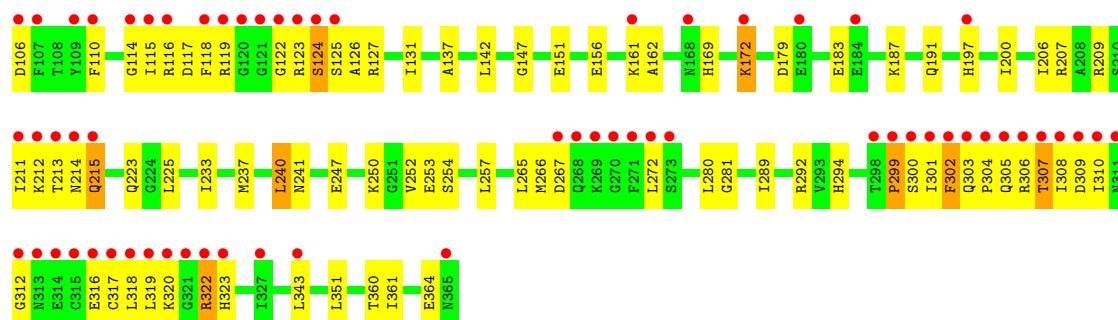 D106 F107 T108 Y109 F110 G114 I115 R116 D117 F118 R119 G120 G121 G122 R123 S124 S125 A126 R127 I131 A137 L142 G147 E151 E156 K161 A162 N168 H169 K172 D179 E180 E183 E184 K187 Q191 H197 I200 I206 R207 A208 R209 S210
I211 K212 T213 N214 Q215 Q223 G224 L225 I233 M237 L240 N241 E247 K250 G251 V252 E253 S254 L257 L265 M266 D267 Q268 K269 G270 F271 L272 S273 L280 G281 I289 R292 V293 H294 T298 P299 S300 I301 F302 Q303 P304 Q305 R306 T307 I308 D309 I310 N311
G312 N313 E314 C315 E316 C317 L318 L319 K320 G321 R322 H323 I327 L343 L351 T360 I361 E364 N365